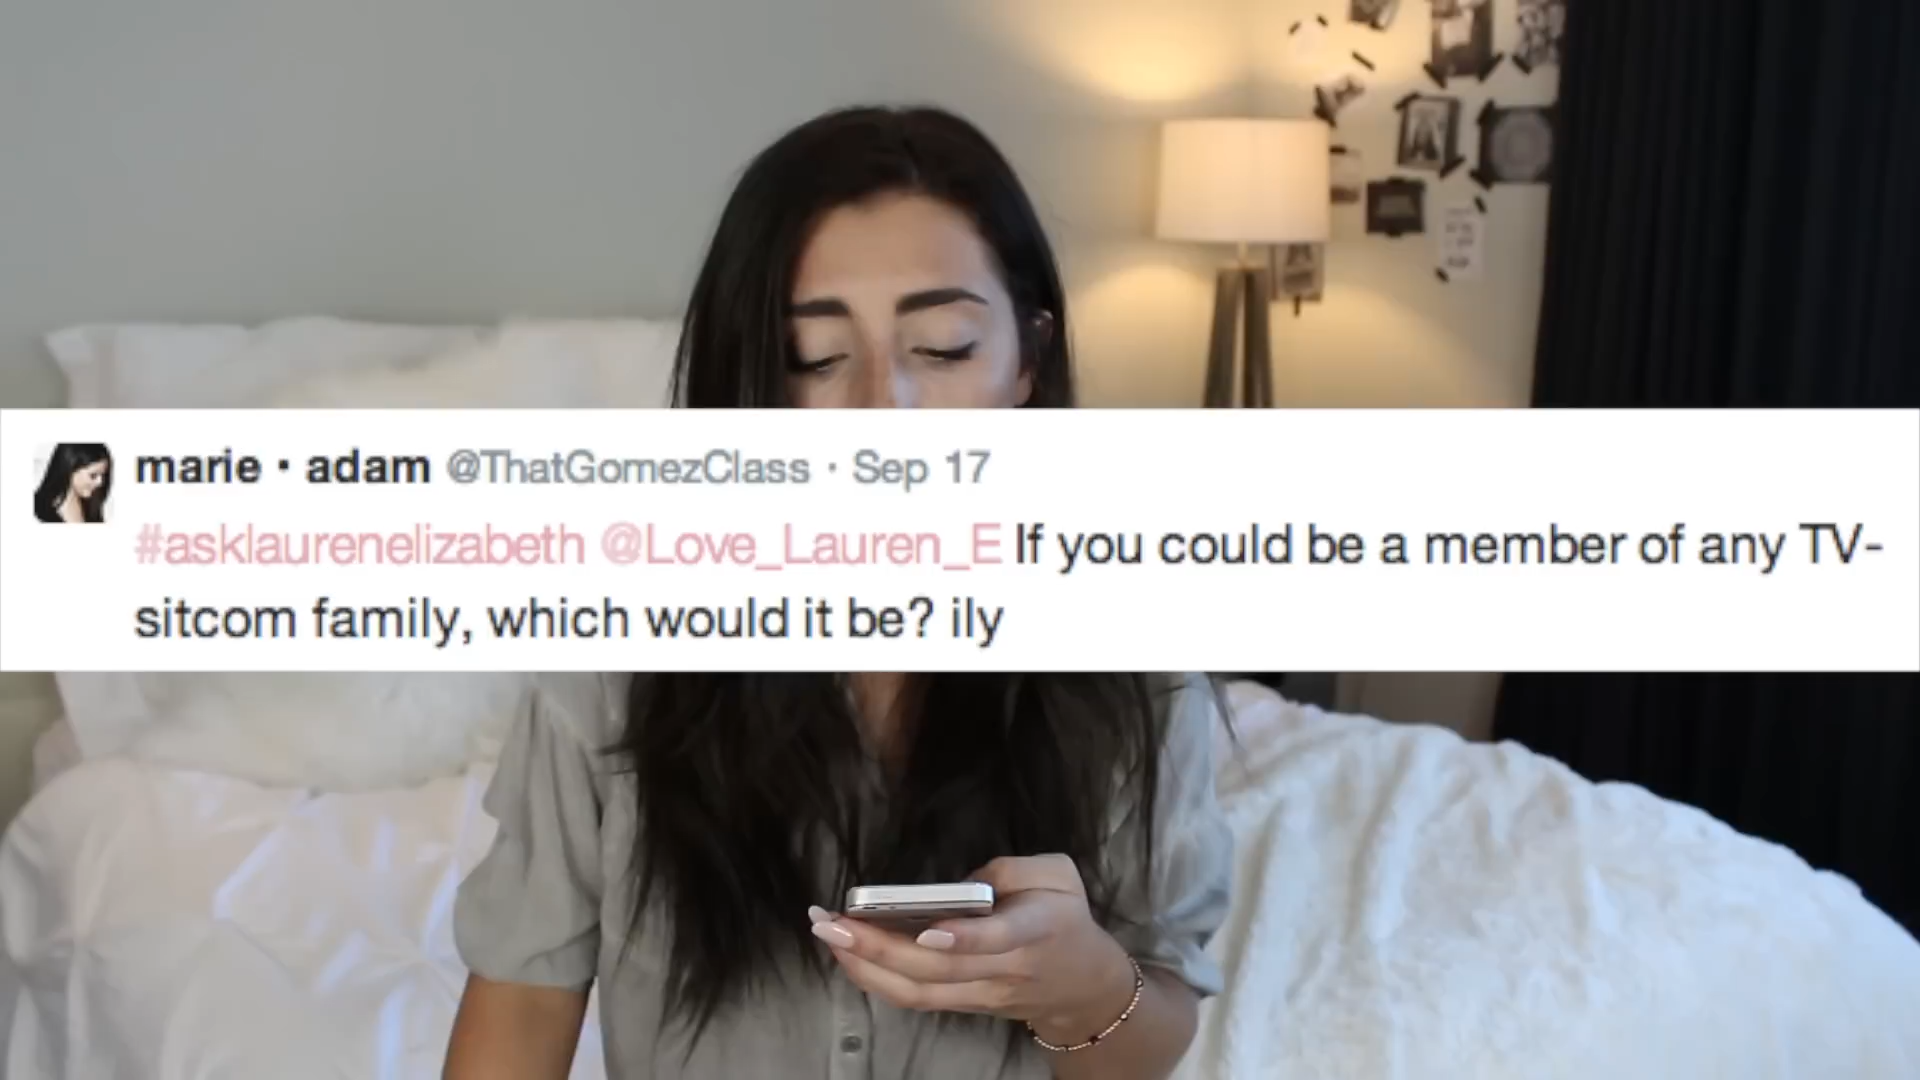 marie · adam @ThatGomezClass · Sep 17
#asklaurenelizabeth @Love_Lauren_E If you could be a member of any TV-
sitcom family, which would it be? ily